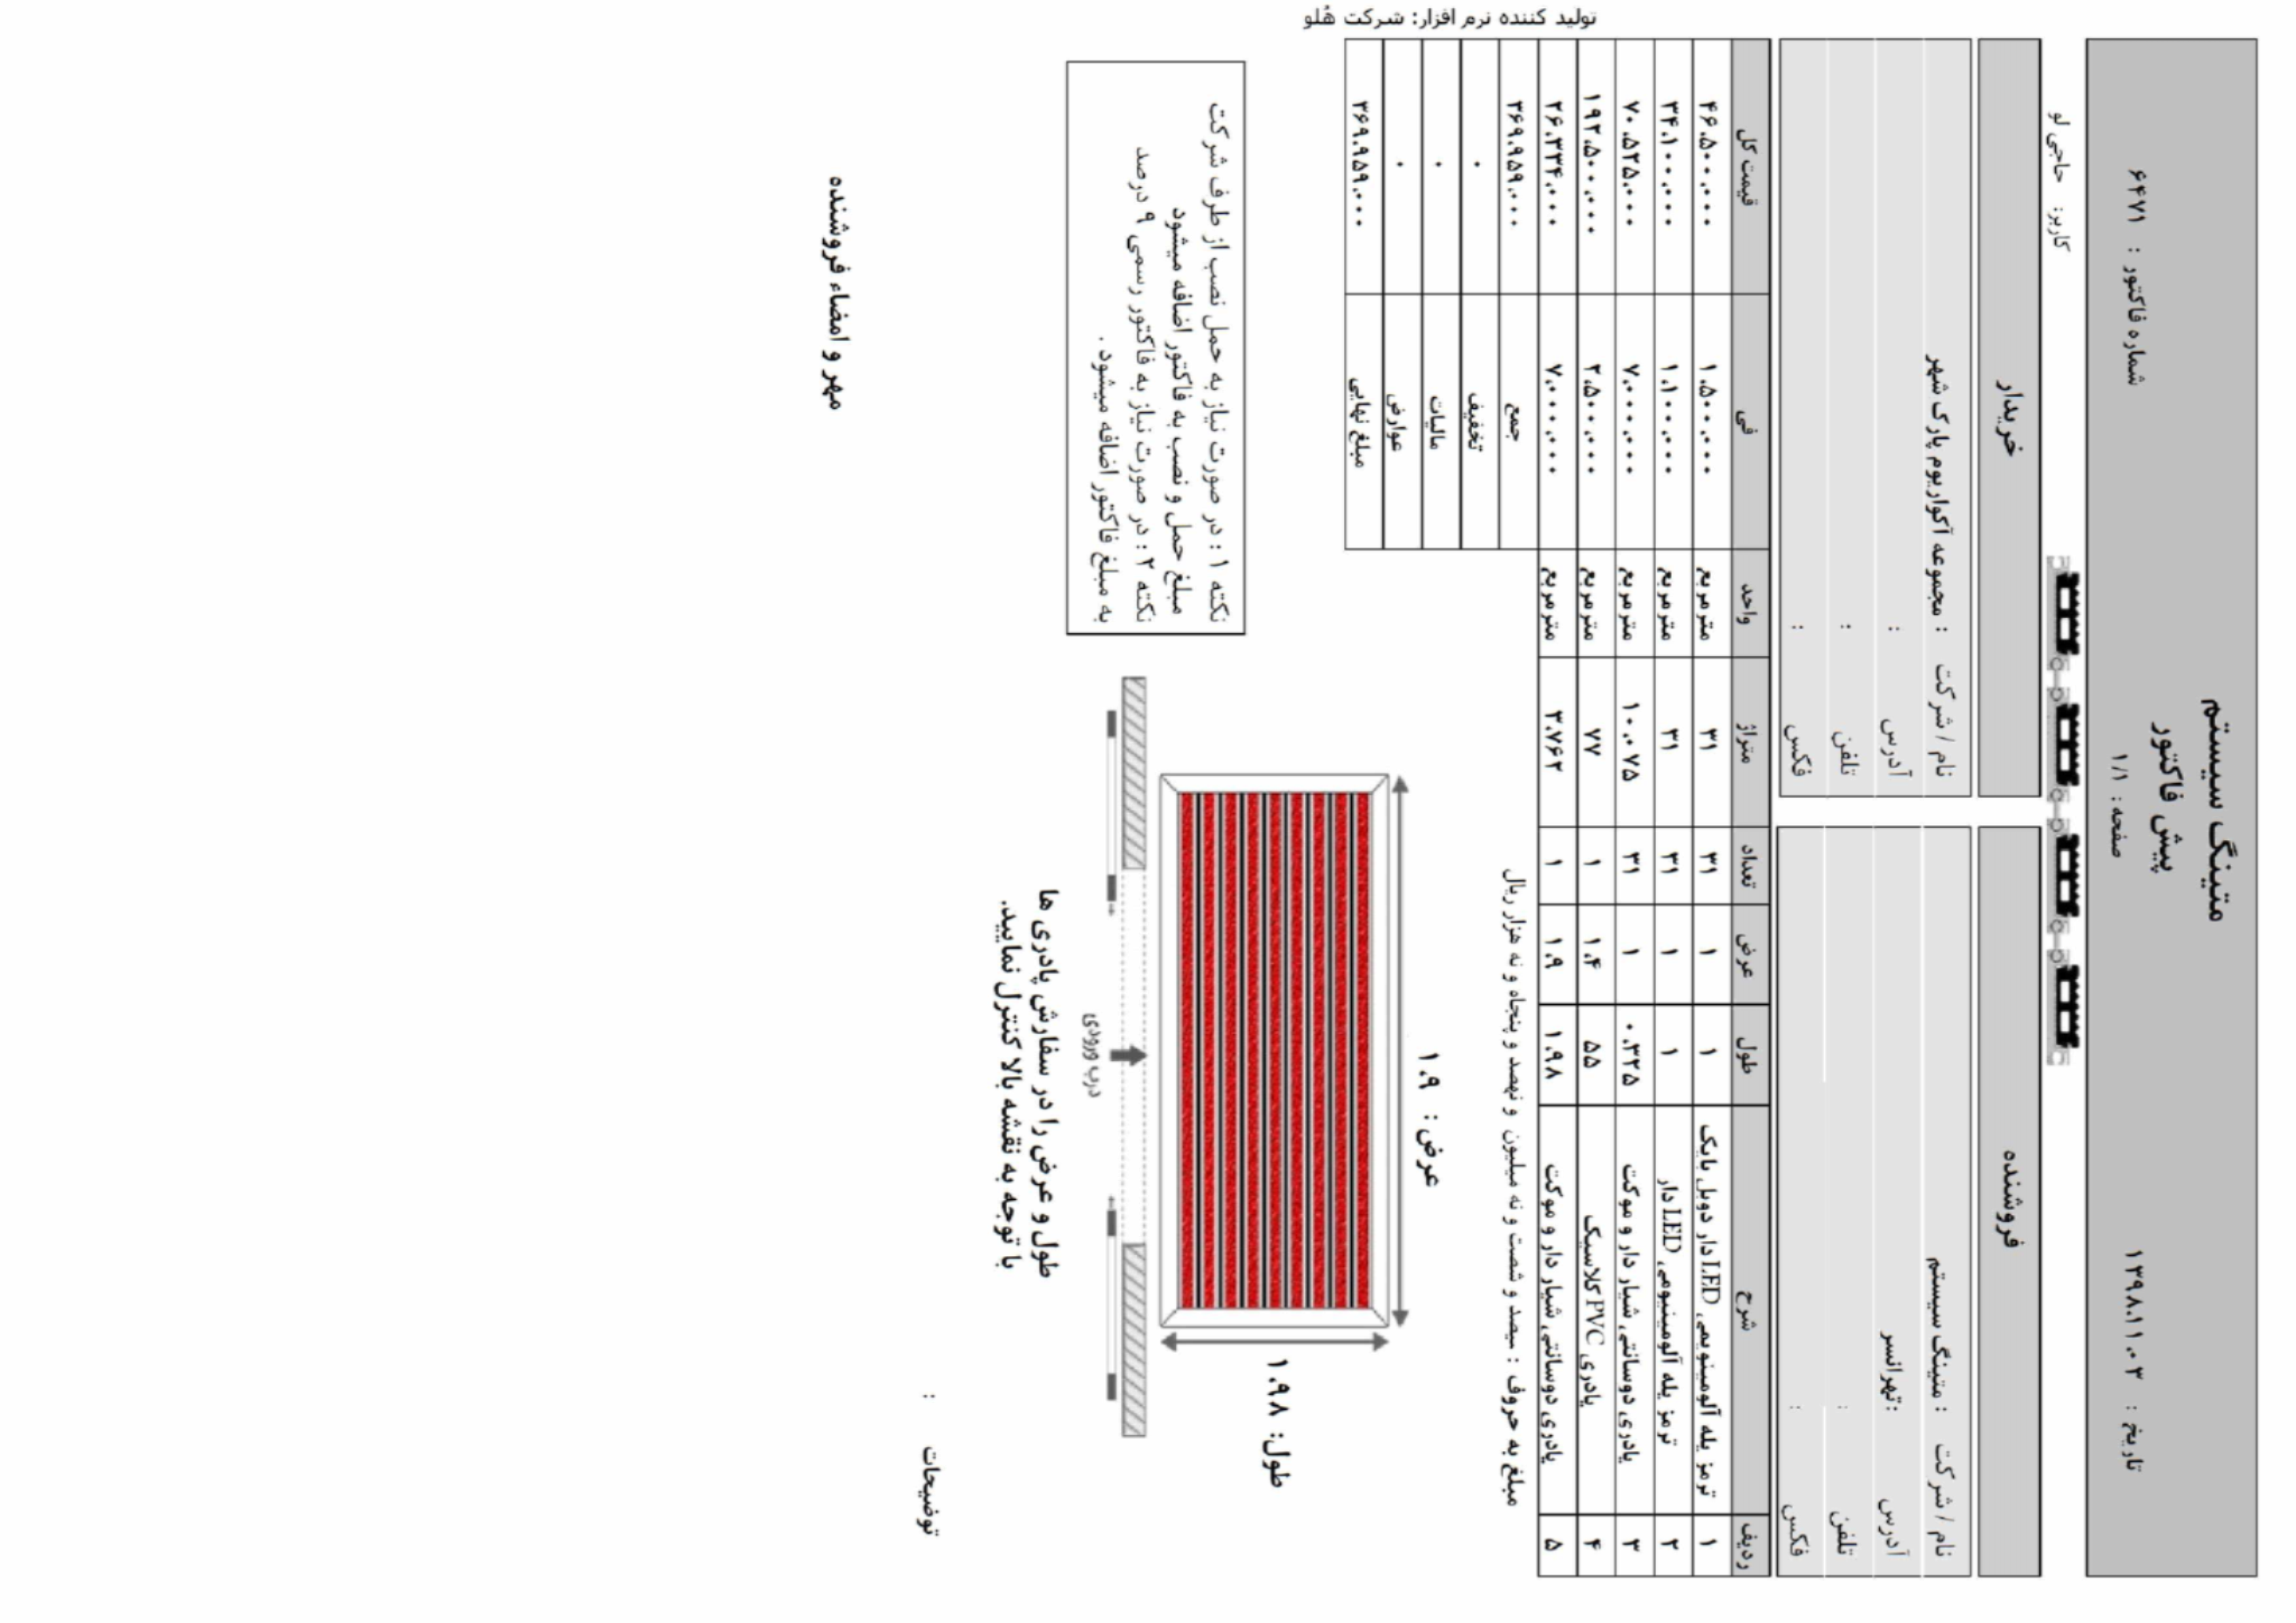 متینگ سیستم
پیش فاکتور
تاریخ : ۱۳۹۸.۱۱.۰۳
صفحه : ۱/۱
شماره فاکتور : ۶۴۷۱
کاربر: حاجی لو
فروشنده
خریدار
نام / شرکت : متینگ سیستم
آدرس : تهرانسر
تلفن :
فکس :
نام / شرکت : مجموعه آکواریوم پارک شهر
آدرس :
تلفن :
فکس :
ردیف شرح طول عرض تعداد متراژ واحد فی قیمت کل
۱ ترمز پله آلومینویمی LED دار دوبل بایک ۱ ۱ ۳۱ ۳۱ مترمربع ۱.۵۰۰.۰۰۰ ۴۶.۵۰۰.۰۰۰
۲ ترمز پله آلومینیومی LED دار ۱ ۱ ۳۱ ۳۱ مترمربع ۱.۱۰۰.۰۰۰ ۳۴.۱۰۰.۰۰۰
۳ پادری دوسانتی شیار دار و موکت ۰.۳۲۵ ۱ ۳۱ ۱۰.۰۷۵ مترمربع ۷.۰۰۰.۰۰۰ ۷۰.۵۲۵.۰۰۰
۴ پادری PVC کلاسیک ۵۵ ۱.۴ ۱ ۷۷ مترمربع ۲.۵۰۰.۰۰۰ ۱۹۲.۵۰۰.۰۰۰
۵ پادری دوسانتی شیار دار و موکت ۱.۹۸ ۱.۹ ۱ ۳.۷۶۲ مترمربع ۷.۰۰۰.۰۰۰ ۲۶.۳۳۴.۰۰۰
مبلغ به حروف : سیصد و شصت و نه میلیون و نهصد و پنجاه و نه هزار ریال
جمع ۳۶۹.۹۵۹.۰۰۰
تخفیف ۰
مالیات ۰
عوارض ۰
مبلغ نهایی ۳۶۹.۹۵۹.۰۰۰
تولید کننده نرم افزار: شرکت هُلو
عرض : ۱.۹
طول: ۱.۹۸
درب ورودی
طول و عرض را در سفارش پادری ها
با توجه به نقشه بالا کنترل نمایید.
نکته ۱ : در صورت نیاز به حمل نصب از طرف شرکت
مبلغ حمل و نصب به فاکتور اضافه میشود
نکته ۲ : در صورت نیاز به فاکتور رسمی ۹ درصد
به مبلغ فاکتور اضافه میشود .
توضیحات :
مهر و امضاء فروشنده